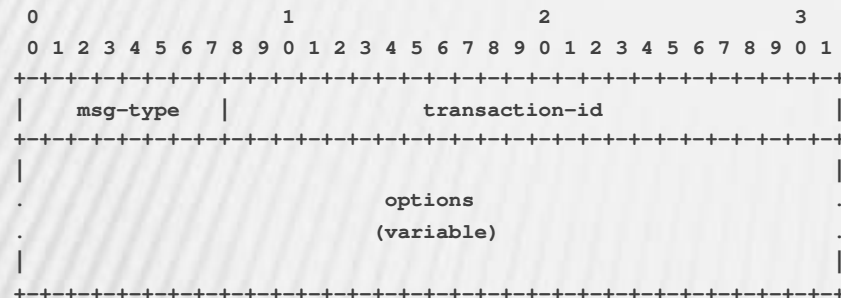 0                   1                   2                   3
0 1 2 3 4 5 6 7 8 9 0 1 2 3 4 5 6 7 8 9 0 1 2 3 4 5 6 7 8 9 0 1
+-+-+-+-+-+-+-+-+-+-+-+-+-+-+-+-+-+-+-+-+-+-+-+-+-+-+-+-+-+-+-+-+
|    msg-type   |               transaction-id                  |
+-+-+-+-+-+-+-+-+-+-+-+-+-+-+-+-+-+-+-+-+-+-+-+-+-+-+-+-+-+-+-+-+
|                                                               |
.                            options                            .
.                           (variable)                          .
|                                                               |
+-+-+-+-+-+-+-+-+-+-+-+-+-+-+-+-+-+-+-+-+-+-+-+-+-+-+-+-+-+-+-+-+